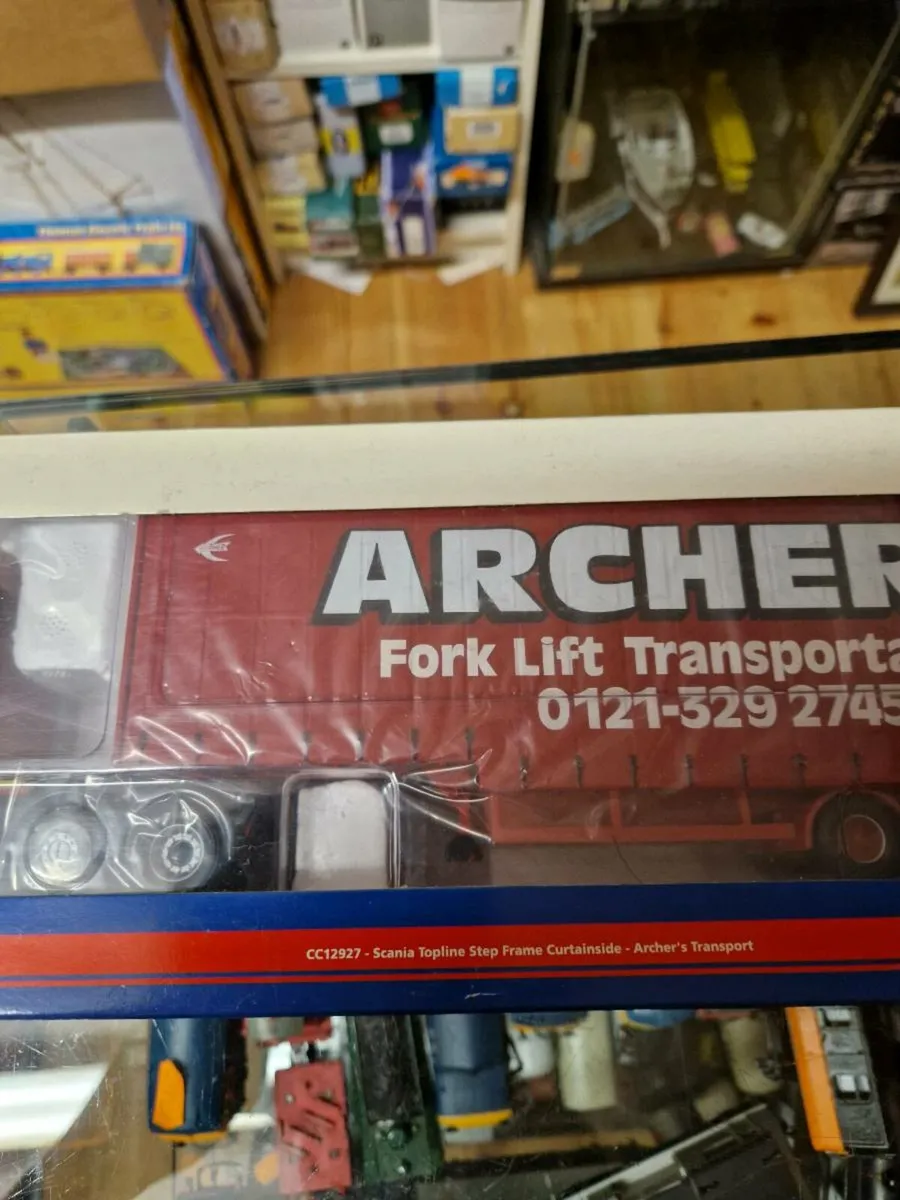 ARCHER
Fork Lift Transporta
0121-329 2745
CC12927 - Scania Topline Step Frame Curtainside - Archer's Transport